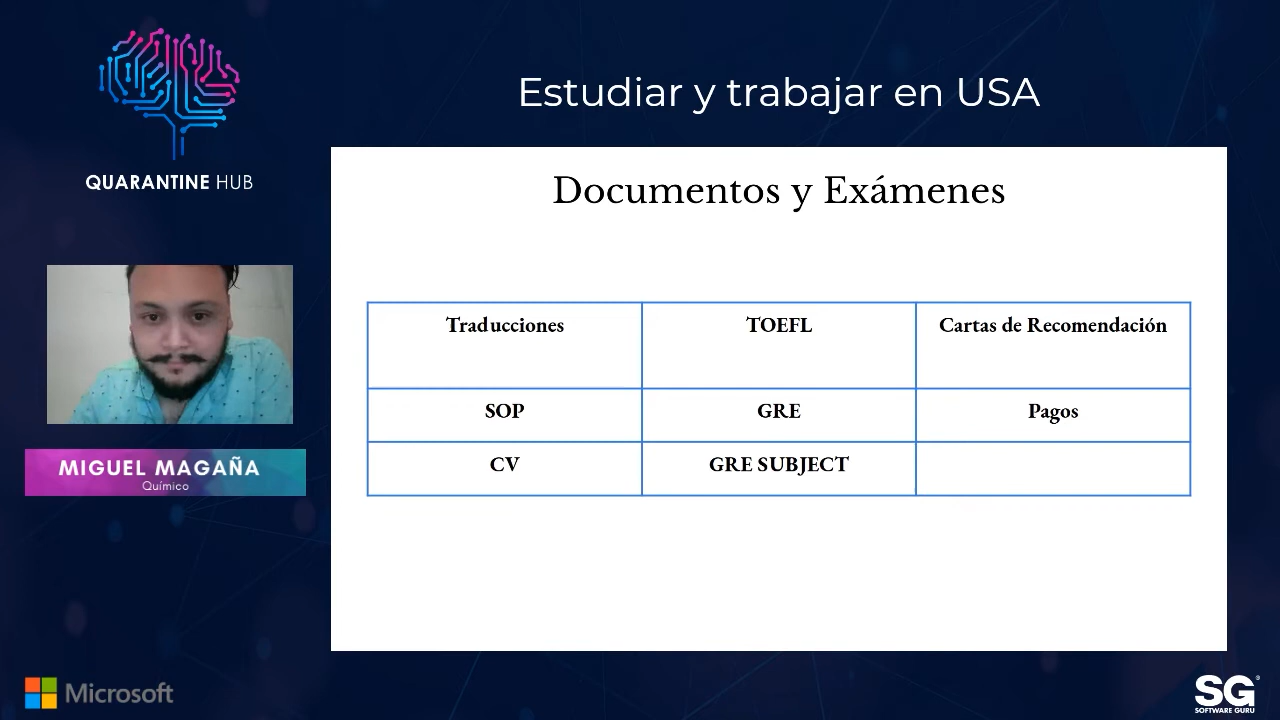 QUARANTINE HUB
Estudiar y trabajar en USA
Documentos y Exámenes
Traducciones
TOEFL
Cartas de Recomendación
SOP
GRE
Pagos
CV
GRE SUBJECT
MIGUEL MAGAÑA
Químico
Microsoft
SG
SOFTWARE GURU